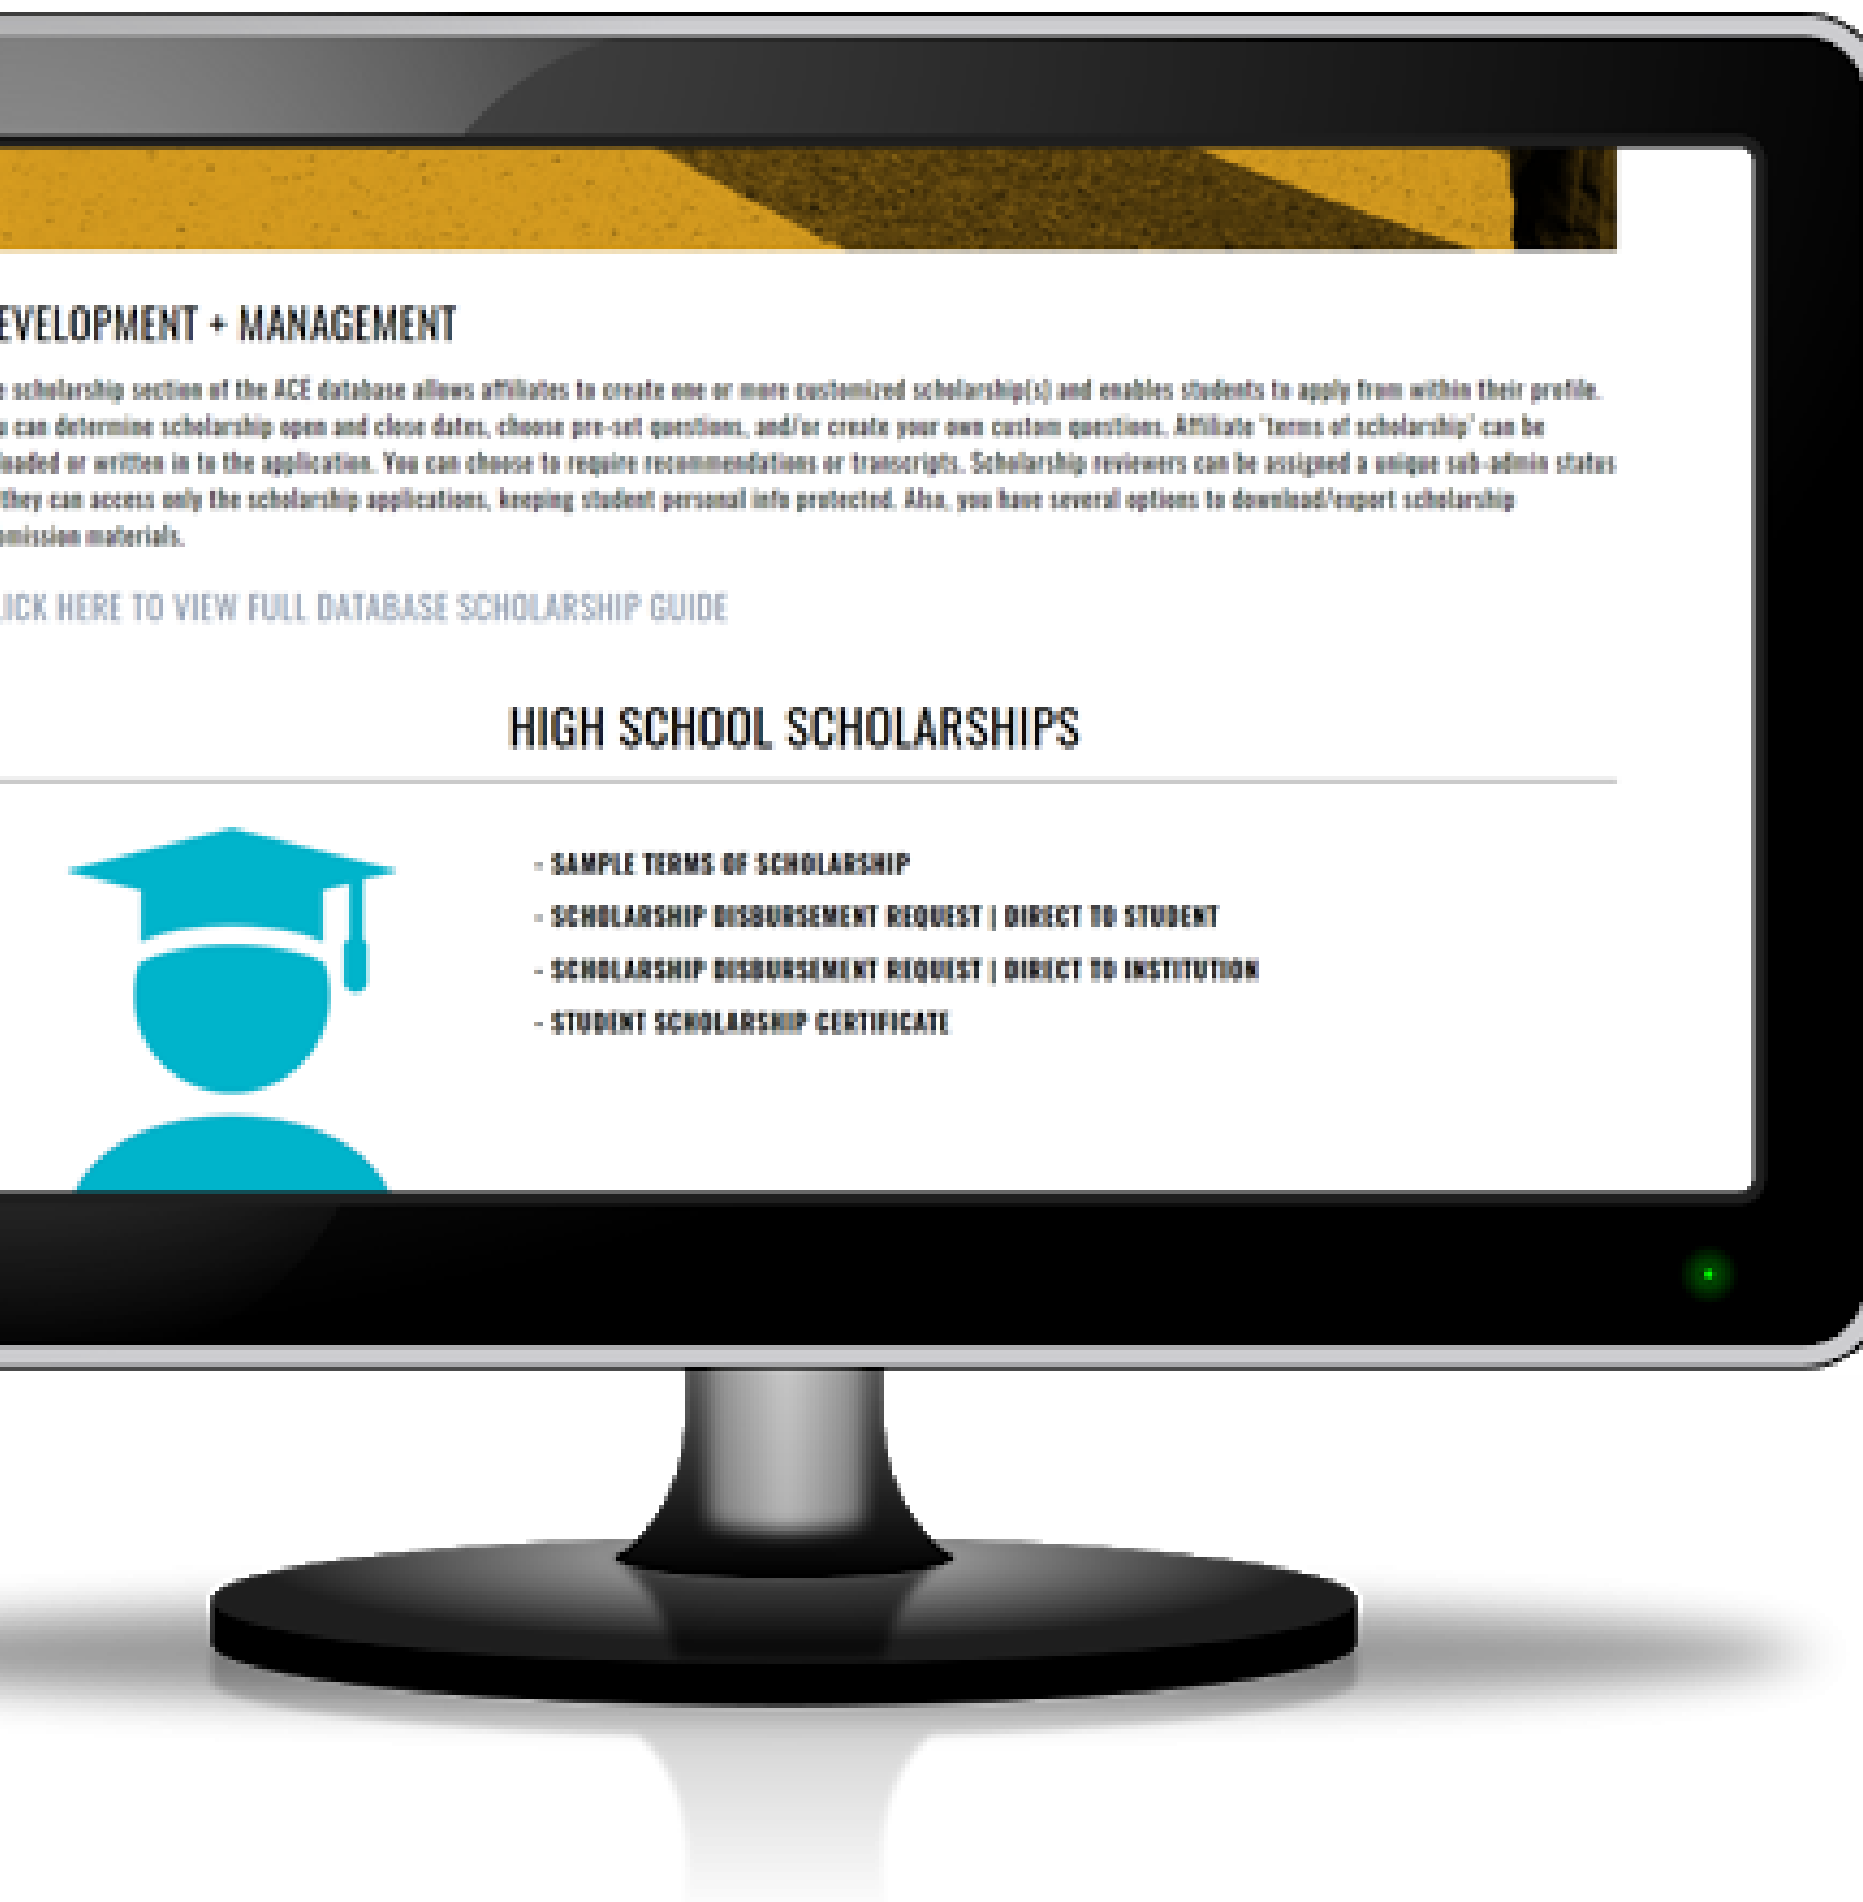 EVELOPMENT + MANAGEMENT
e scholarship section of the ACE database allows affiliates to create one or more customized scholarship(s) and enables students to apply from within their profile.
u can determine scholarship open and close dates, choose pre-set questions, and/or create your own custom questions. Affiliate "terms of scholarship" can be
loaded or written in to the application. You can choose to require recommendations or transcripts. Scholarship reviewers can be assigned a unique sub-admin status
they can access only the scholarship applications, keeping student personal info protected. Also, you have several options to download/export scholarship
omission materials.
LICK HERE TO VIEW FULL DATABASE SCHOLARSHIP GUIDE
HIGH SCHOOL SCHOLARSHIPS
- SAMPLE TERMS OF SCHOLARSHIP
- SCHOLARSHIP DISBURSEMENT REQUEST | DIRECT TO STUDENT
- SCHOLARSHIP DISBURSEMENT REQUEST | DIRECT TO INSTITUTION
- STUDENT SCHOLARSHIP CERTIFICATE